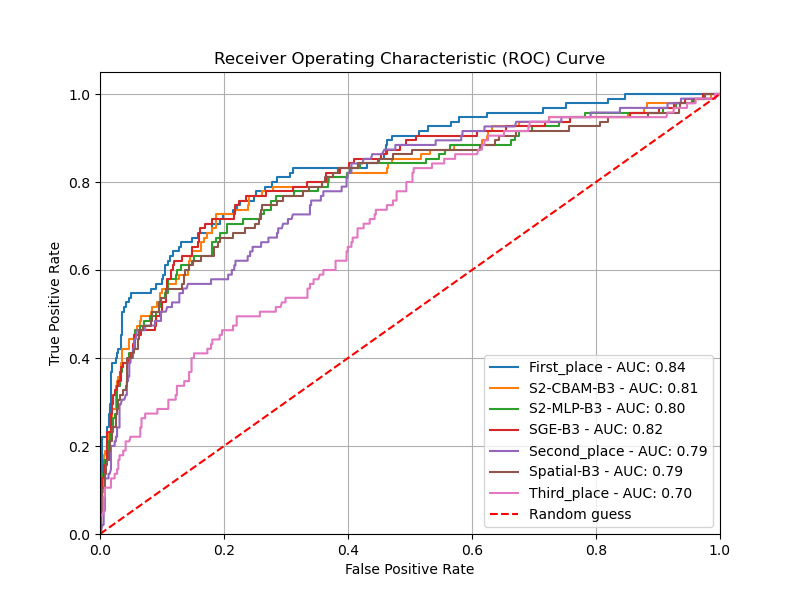 Receiver Operating Characteristic (ROC) Curve
True Positive Rate
1.0
0.8
0.6
0.4
0.2
0.0
First_place - AUC: 0.84
S2-CBAM-B3 - AUC: 0.81
S2-MLP-B3 - AUC: 0.80
SGE-B3 - AUC: 0.82
Second_place - AUC: 0.79
Spatial-B3 - AUC: 0.79
Third_place - AUC: 0.70
Random guess
0.0 0.2 0.4 0.6 0.8 1.0
False Positive Rate